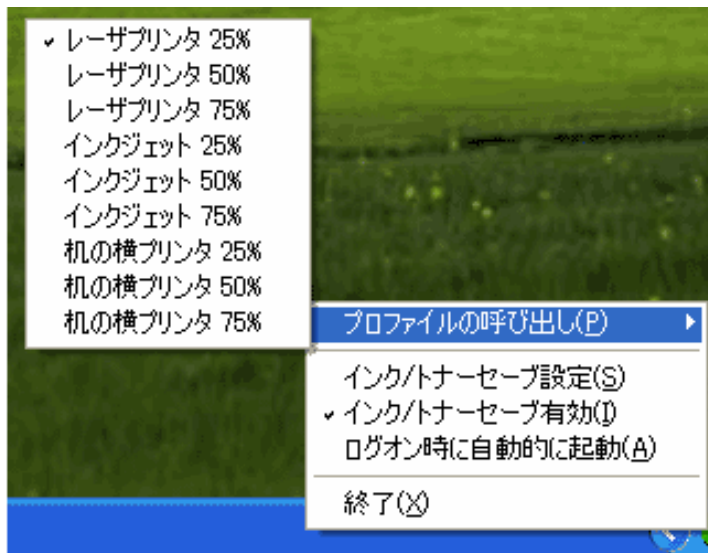 レーザプリンタ 25%
レーザプリンタ 50%
レーザプリンタ 75%
インクジェット 25%
インクジェット 50%
インクジェット 75%
机の横プリンタ 25%
机の横プリンタ 50%
机の横プリンタ 75%
プロファイルの呼び出し(P)
インク/トナーセーブ設定(S)
インク/トナーセーブ有効(I)
ログオン時に自動的に起動(A)
終了(X)